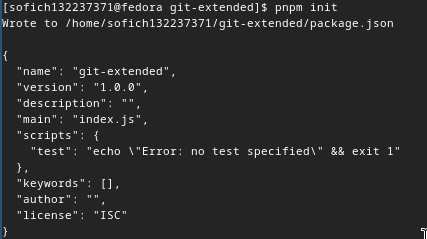 [sofich132237371@fedora git-extended]$ pnpm init
Wrote to /home/sofich132237371/git-extended/package.json

{
  "name": "git-extended",
  "version": "1.0.0",
  "description": "",
  "main": "index.js",
  "scripts": {
    "test": "echo \"Error: no test specified\" && exit 1"
  },
  "keywords": [],
  "author": "",
  "license": "ISC"
}